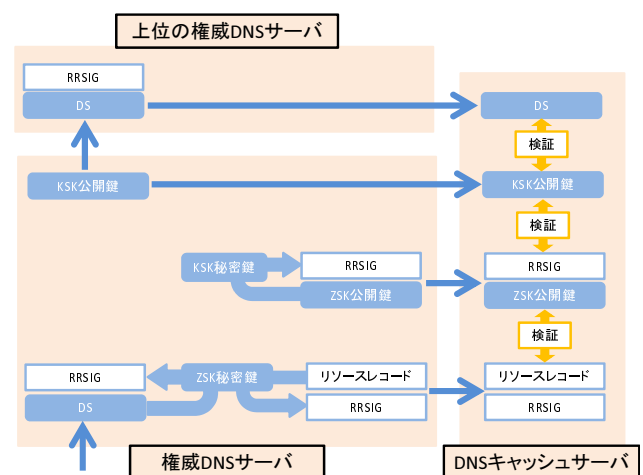 上位の権威DNSサーバ
RRSIG
DS
DS
検証
KSK公開鍵
KSK公開鍵
検証
KSK秘密鍵
RRSIG
RRSIG
ZSK公開鍵
ZSK公開鍵
検証
RRSIG
ZSK秘密鍵
リソースレコード
リソースレコード
DS
RRSIG
RRSIG
権威DNSサーバ
DNSキャッシュサーバ